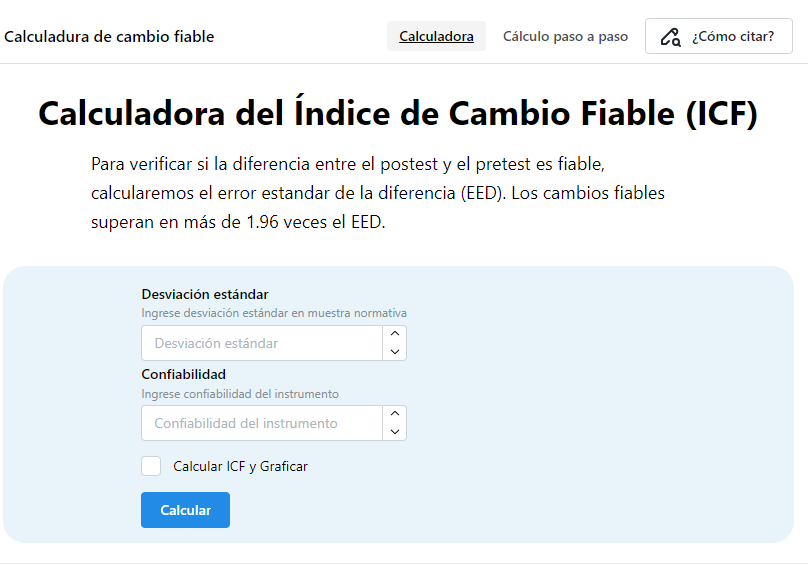 Calculadura de cambio fiable
Calculadora
Cálculo paso a paso
¿Cómo citar?
Calculadora del Índice de Cambio Fiable (ICF)
Para verificar si la diferencia entre el postest y el pretest es fiable,
calcularemos el error estandar de la diferencia (EED). Los cambios fiables
superan en más de 1.96 veces el EED.
Desviación estándar
Ingrese desviación estándar en muestra normativa
Desviación estándar
Confiabilidad
Ingrese confiabilidad del instrumento
Confiabilidad del instrumento
Calcular ICF y Graficar
Calcular